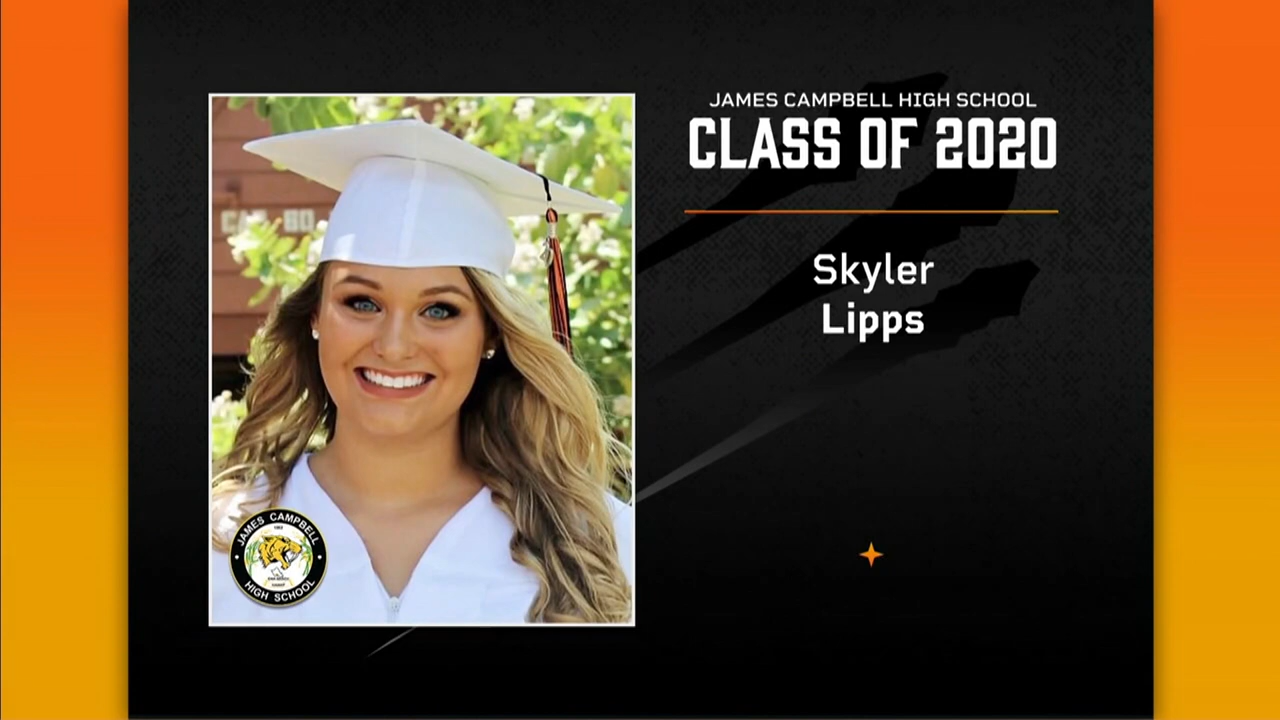 JAMES CAMPBELL HIGH SCHOOL
CLASS OF 2020
Skyler
Lipps
JAMES CAMPBELL
HIGH SCHOOL